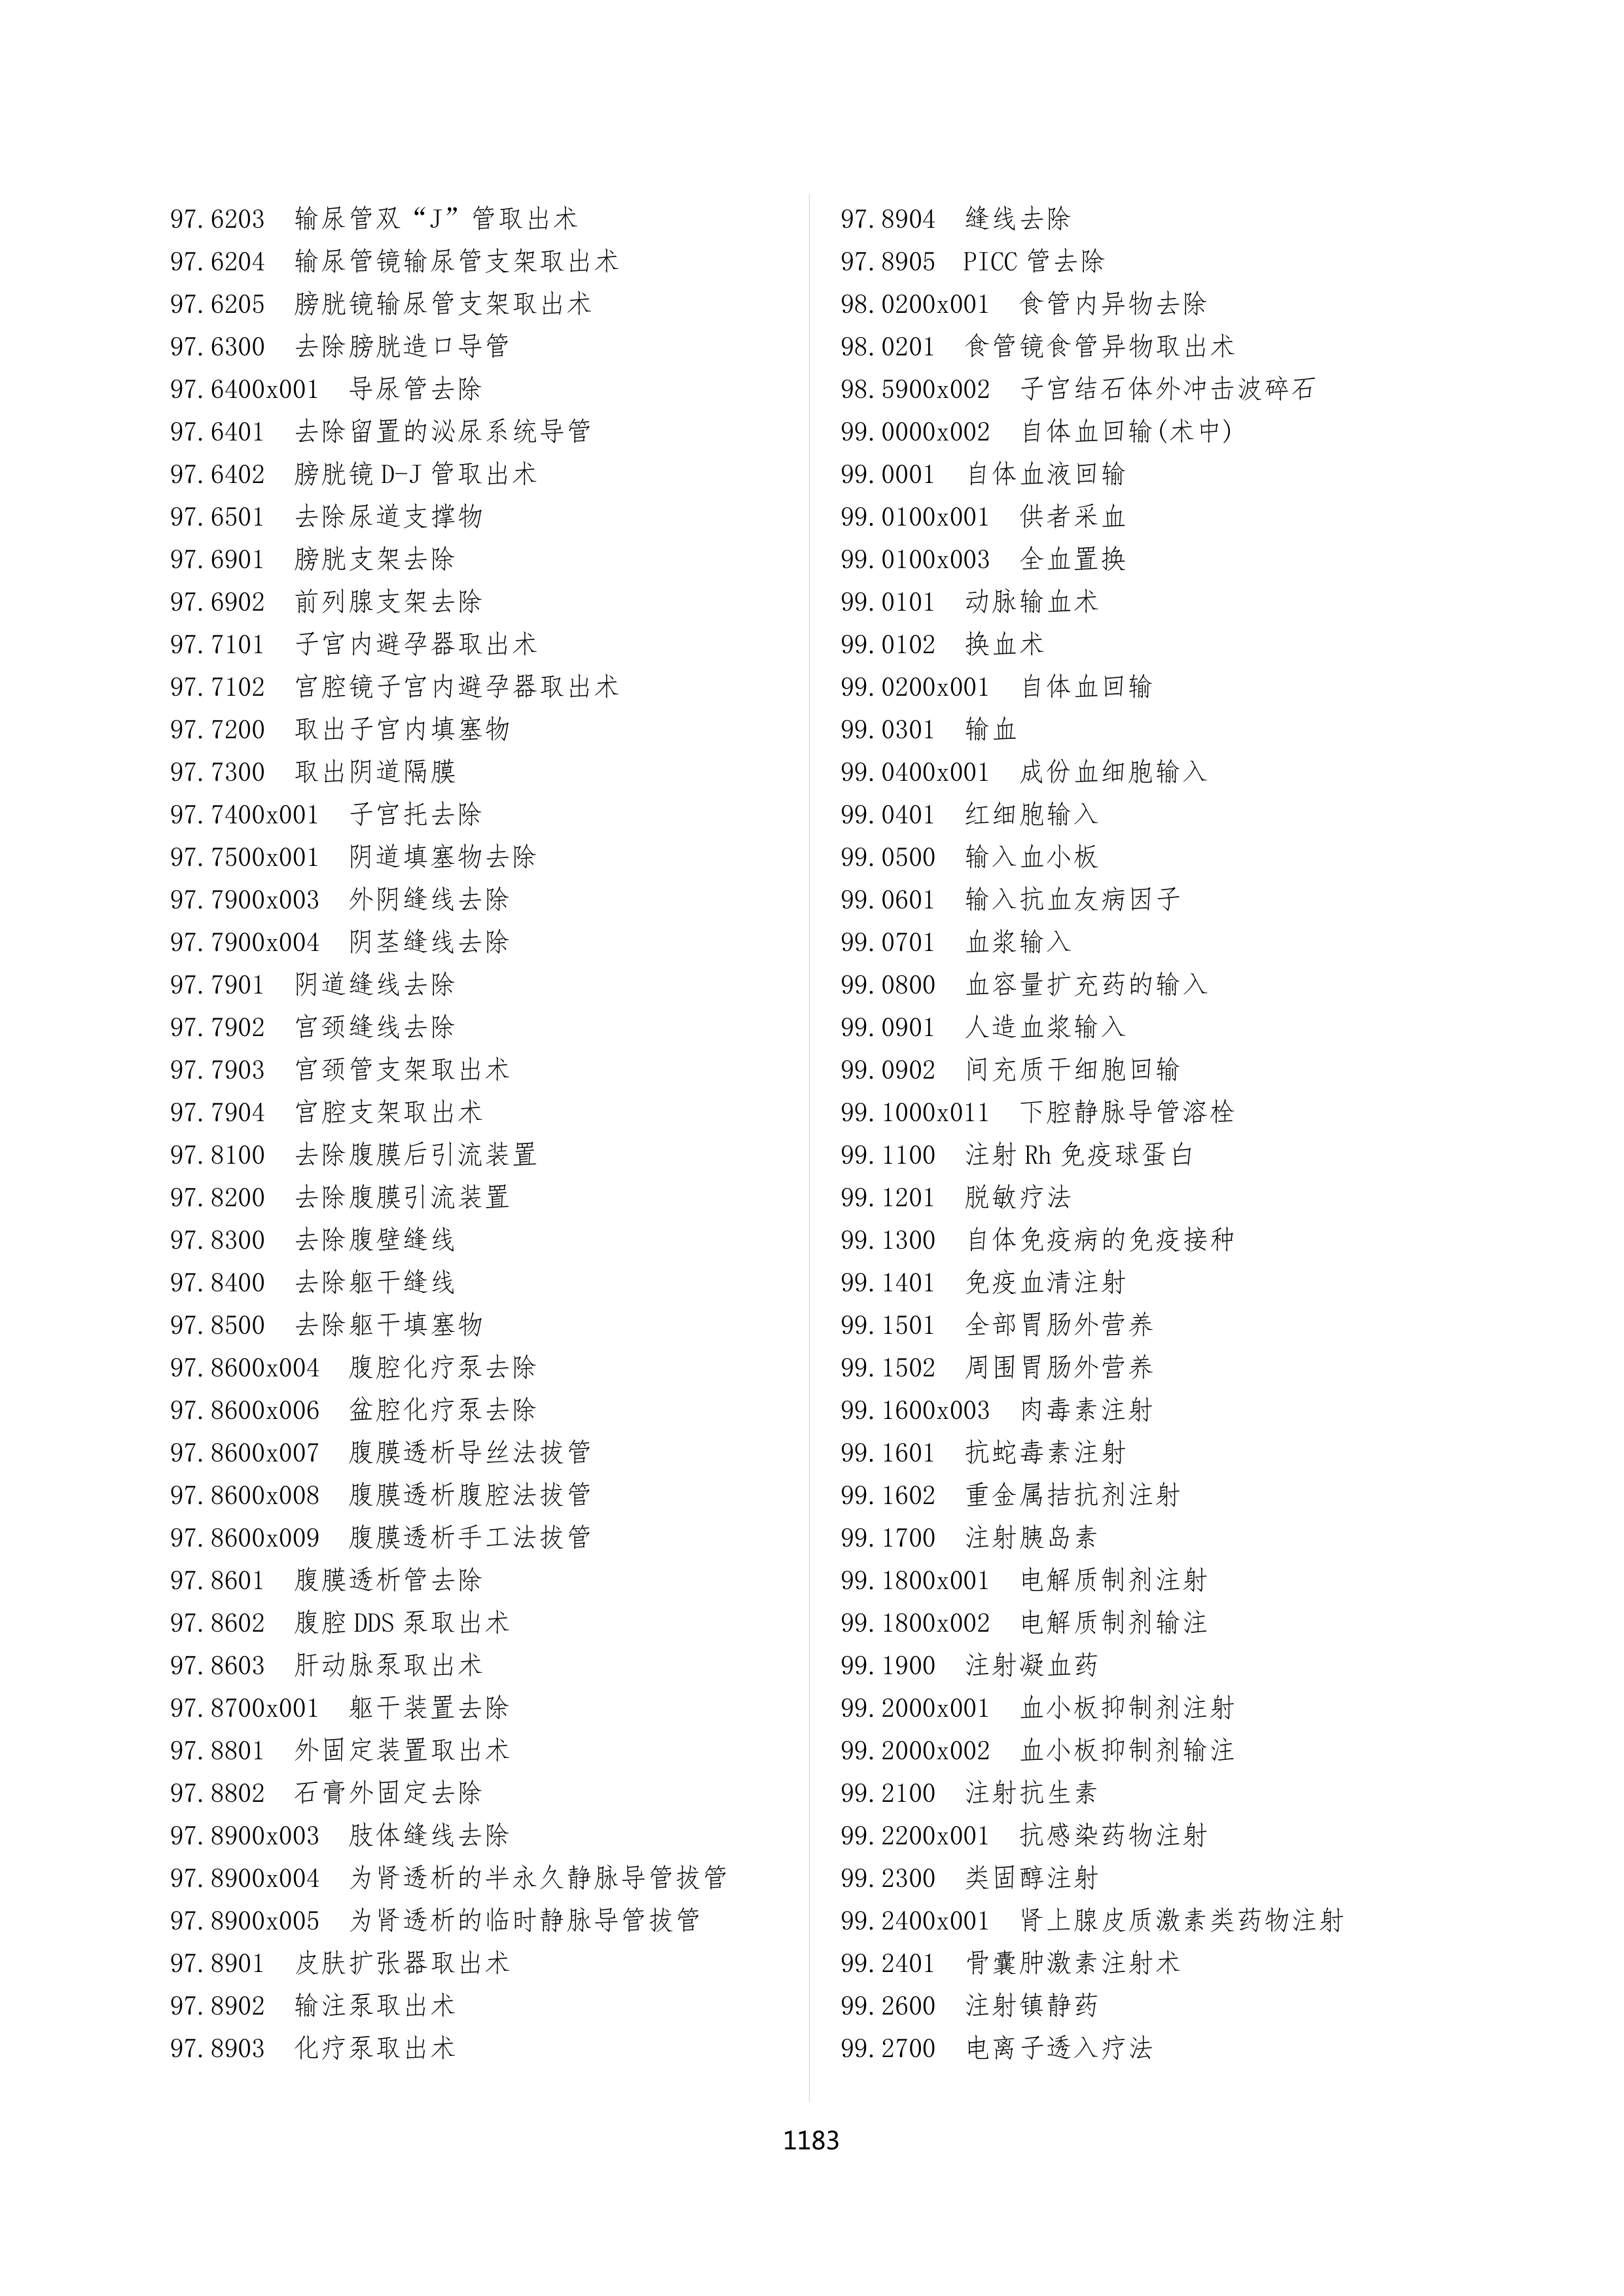 97.6203 输尿管双“J”管取出术
97.6204 输尿管镜输尿管支架取出术
97.6205 膀胱镜输尿管支架取出术
97.6300 去除膀胱造口导管
97.6400x001 导尿管去除
97.6401 去除留置的泌尿系统导管
97.6402 膀胱镜 D-J 管取出术
97.6501 去除尿道支撑物
97.6901 膀胱支架去除
97.6902 前列腺支架去除
97.7101 子宫内避孕器取出术
97.7102 宫腔镜子宫内避孕器取出术
97.7200 取出子宫内填塞物
97.7300 取出阴道隔膜
97.7400x001 子宫托去除
97.7500x001 阴道填塞物去除
97.7900x003 外阴缝线去除
97.7900x004 阴茎缝线去除
97.7901 阴道缝线去除
97.7902 宫颈缝线去除
97.7903 宫颈管支架取出术
97.7904 宫腔支架取出术
97.8100 去除腹膜后引流装置
97.8200 去除腹膜引流装置
97.8300 去除腹壁缝线
97.8400 去除躯干缝线
97.8500 去除躯干填塞物
97.8600x004 腹腔化疗泵去除
97.8600x006 盆腔化疗泵去除
97.8600x007 腹膜透析导丝法拔管
97.8600x008 腹膜透析腹腔法拔管
97.8600x009 腹膜透析手工法拔管
97.8601 腹膜透析管去除
97.8602 腹腔 DDS 泵取出术
97.8603 肝动脉泵取出术
97.8700x001 躯干装置去除
97.8801 外固定装置取出术
97.8802 石膏外固定去除
97.8900x003 肢体缝线去除
97.8900x004 为肾透析的半永久静脉导管拔管
97.8900x005 为肾透析的临时静脉导管拔管
97.8901 皮肤扩张器取出术
97.8902 输注泵取出术
97.8903 化疗泵取出术
97.8904 缝线去除
97.8905 PICC 管去除
98.0200x001 食管内异物去除
98.0201 食管镜食管异物取出术
98.5900x002 子宫结石体外冲击波碎石
99.0000x002 自体血回输(术中)
99.0001 自体血液回输
99.0100x001 供者采血
99.0100x003 全血置换
99.0101 动脉输血术
99.0102 换血术
99.0200x001 自体血回输
99.0301 输血
99.0400x001 成份血细胞输入
99.0401 红细胞输入
99.0500 输入血小板
99.0601 输入抗血友病因子
99.0701 血浆输入
99.0800 血容量扩充药的输入
99.0901 人造血浆输入
99.0902 间充质干细胞回输
99.1000x011 下腔静脉导管溶栓
99.1100 注射 Rh 免疫球蛋白
99.1201 脱敏疗法
99.1300 自体免疫病的免疫接种
99.1401 免疫血清注射
99.1501 全部胃肠外营养
99.1502 周围胃肠外营养
99.1600x003 肉毒素注射
99.1601 抗蛇毒素注射
99.1602 重金属拮抗剂注射
99.1700 注射胰岛素
99.1800x001 电解质制剂注射
99.1800x002 电解质制剂输注
99.1900 注射凝血药
99.2000x001 血小板抑制剂注射
99.2000x002 血小板抑制剂输注
99.2100 注射抗生素
99.2200x001 抗感染药物注射
99.2300 类固醇注射
99.2400x001 肾上腺皮质激素类药物注射
99.2401 骨囊肿激素注射术
99.2600 注射镇静药
99.2700 电离子透入疗法
1183